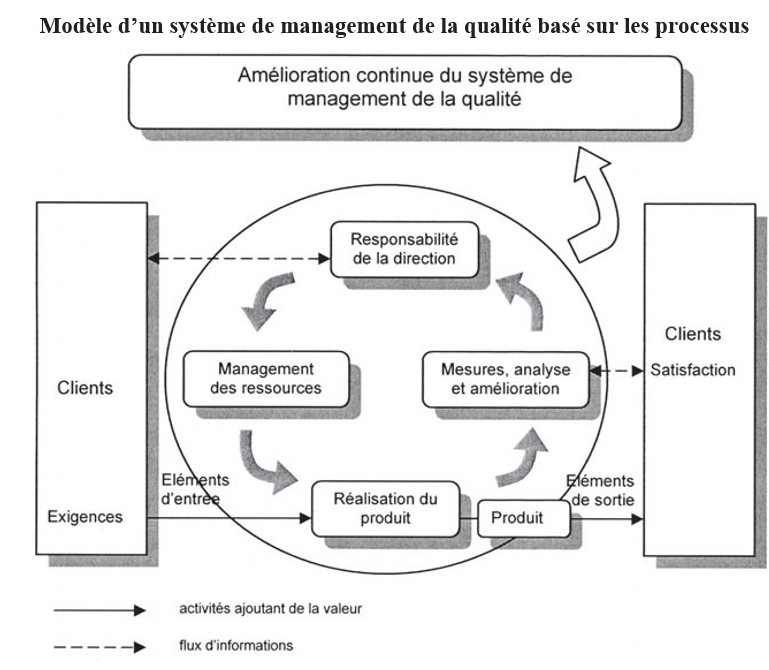 Modèle d’un système de management de la qualité basé sur les processus
Amélioration continue du système de
management de la qualité
Responsabilité
de la direction
Management
des ressources
Mesures, analyse
et amélioration
Clients
Satisfaction
Clients
Eléments
d’entrée
Exigences
Réalisation du
produit
Produit
Eléments
de sortie
activités ajoutant de la valeur
flux d’informations